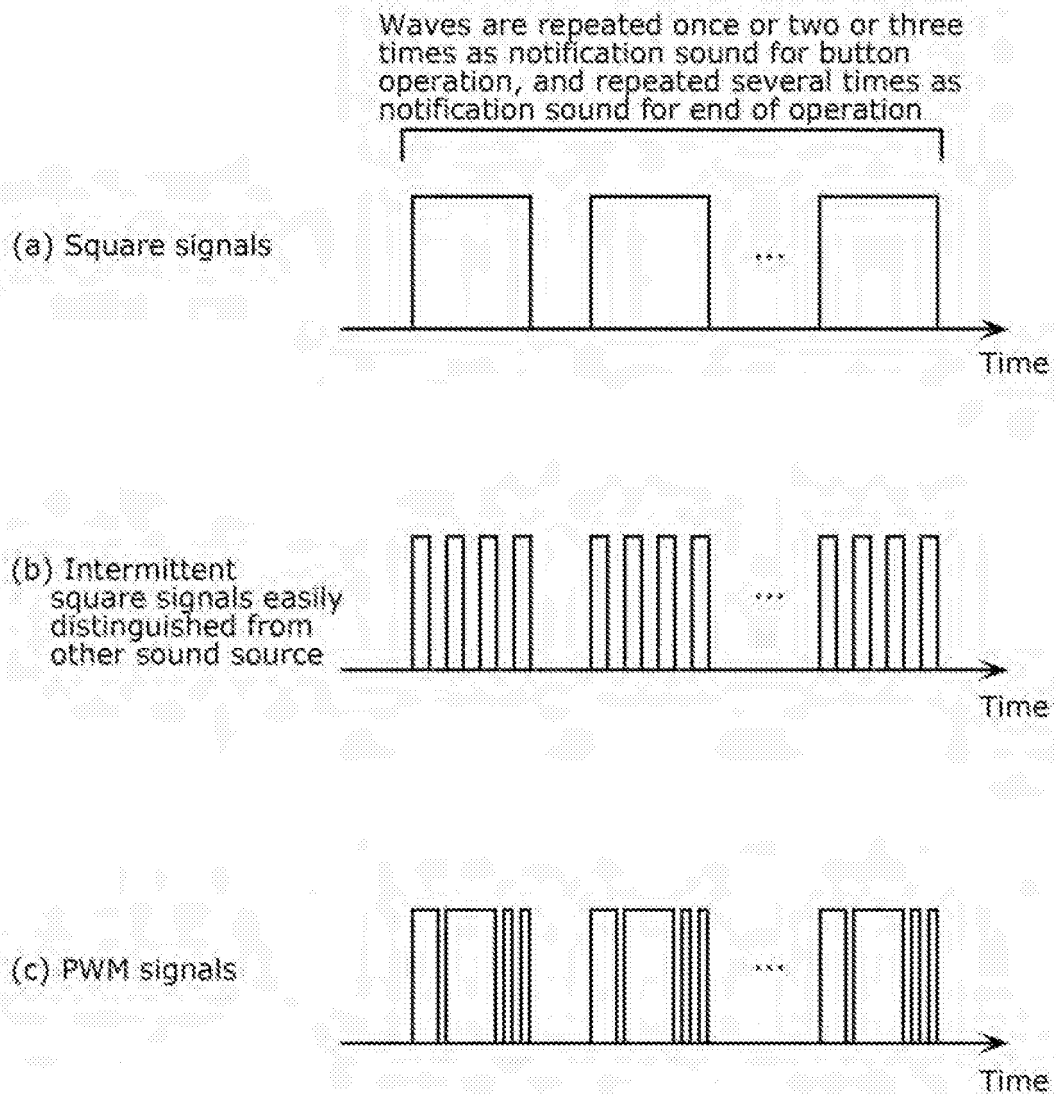 Waves are repeated once or two or three
times as notification sound for button
operation, and repeated several times as
notification sound for end of operation
(a) Square signals
...
Time
(b) Intermittent
square signals easily
distinguished from
other sound source
...
Time
(c) PWM signals
...
Time